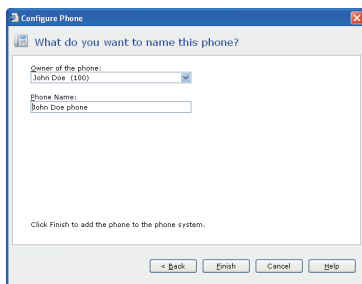 Configure Phone
What do you want to name this phone?
Owner of the phone:
John Doe (100)
Phone Name:
John Doe phone
Click Finish to add the phone to the phone system.
< Back
Finish
Cancel
Help